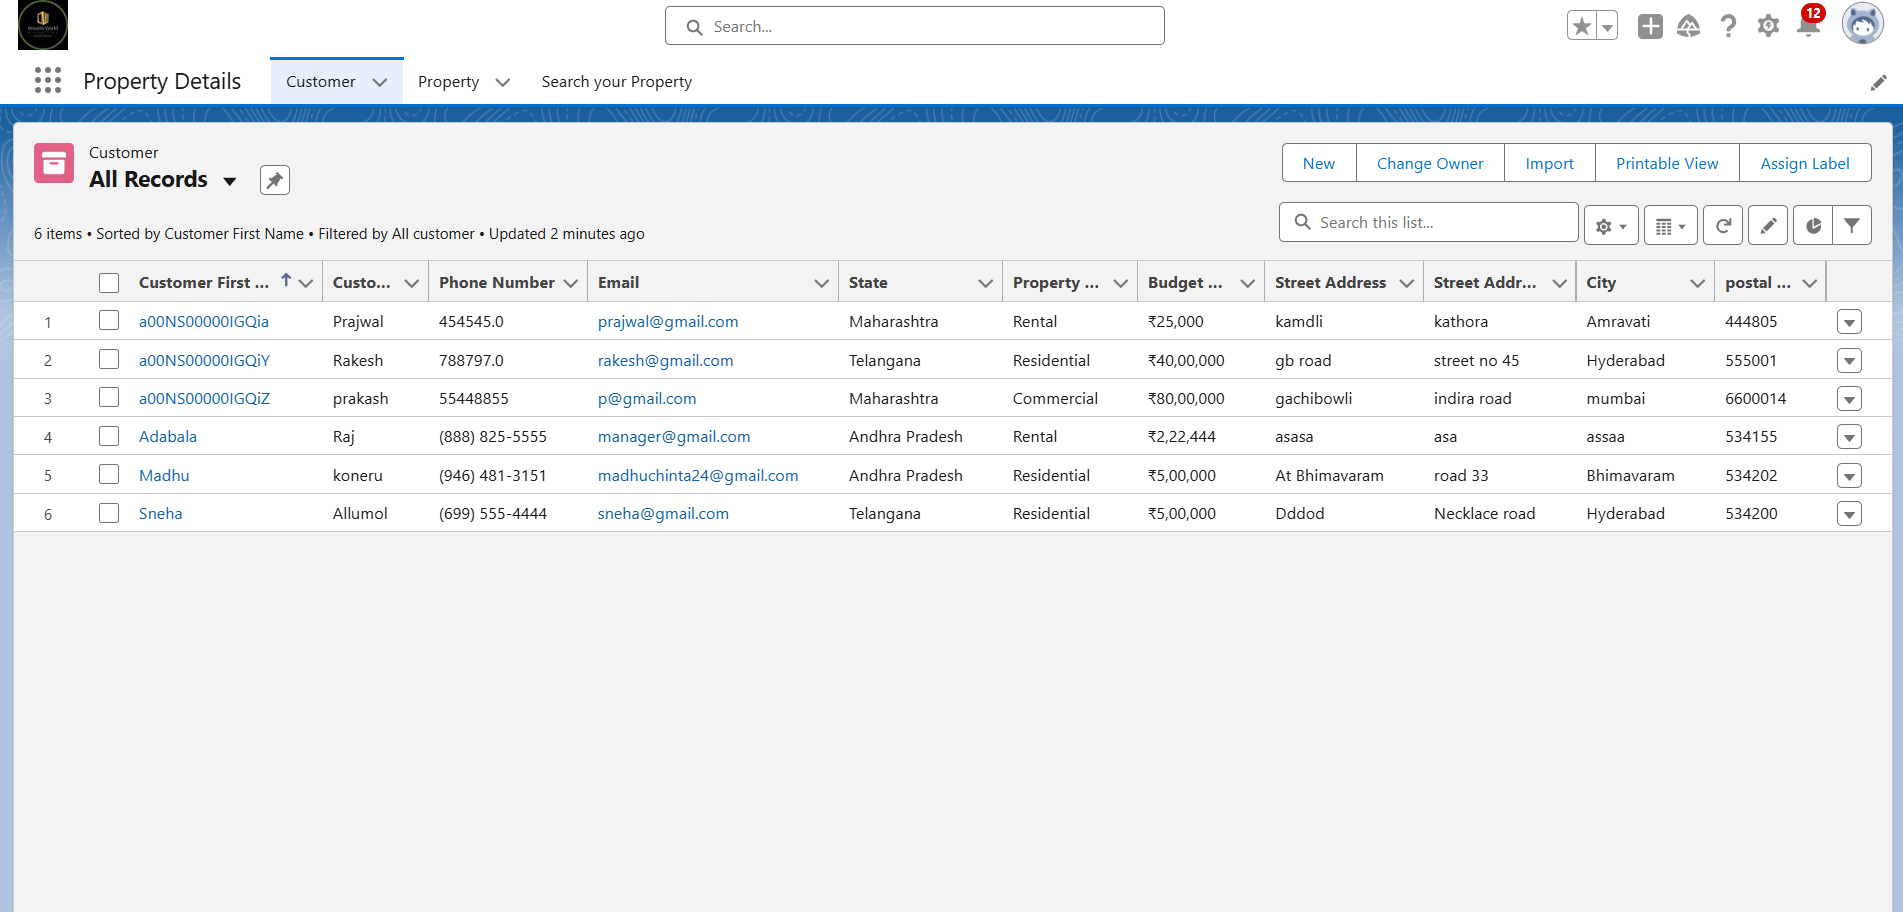 Search...
12
Property Details
Customer
Property
Search your Property
Customer
All Records
New
Change Owner
Import
Printable View
Assign Label
6 items • Sorted by Customer First Name • Filtered by All customer • Updated 2 minutes ago
Search this list...
Customer First ... Custo... Phone Number Email State Property ... Budget ... Street Address Street Addr... City postal ...
1 a00NS00000IGQia Prajwal 454545.0 prajwal@gmail.com Maharashtra Rental ₹25,000 kamdli kathora Amravati 444805
2 a00NS00000IGQiY Rakesh 788797.0 rakesh@gmail.com Telangana Residential ₹40,00,000 gb road street no 45 Hyderabad 555001
3 a00NS00000IGQiZ prakash 55448855 p@gmail.com Maharashtra Commercial ₹80,00,000 gachibowli indira road mumbai 6600014
4 Adabala Raj (888) 825-5555 manager@gmail.com Andhra Pradesh Rental ₹2,22,444 asasa asa assaa 534155
5 Madhu koneru (946) 481-3151 madhuchinta24@gmail.com Andhra Pradesh Residential ₹5,00,000 At Bhimavaram road 33 Bhimavaram 534202
6 Sneha Allumol (699) 555-4444 sneha@gmail.com Telangana Residential ₹5,00,000 Dddod Necklace road Hyderabad 534200